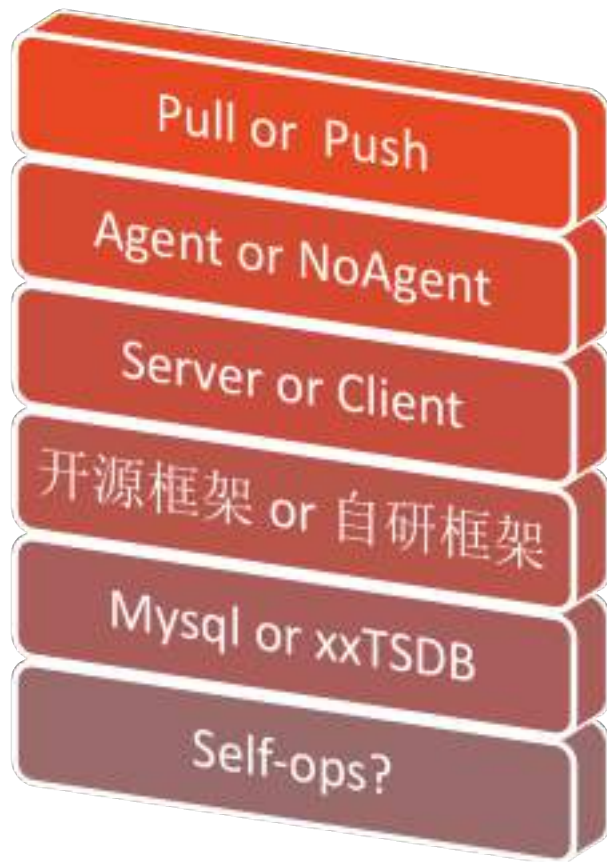 Pull or Push
Agent or NoAgent
Server or Client
开源框架 or 自研框架
Mysql or xxTSDB
Self-ops?